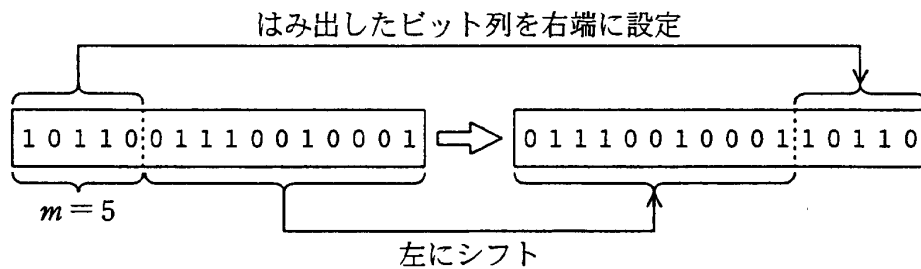 はみ出したビット列を右端に設定
1 0 1 1 0 0 1 1 1 0 0 1 0 0 0 1
0 1 1 1 0 0 1 0 0 0 1 1 0 1 1 0
m = 5
左にシフト